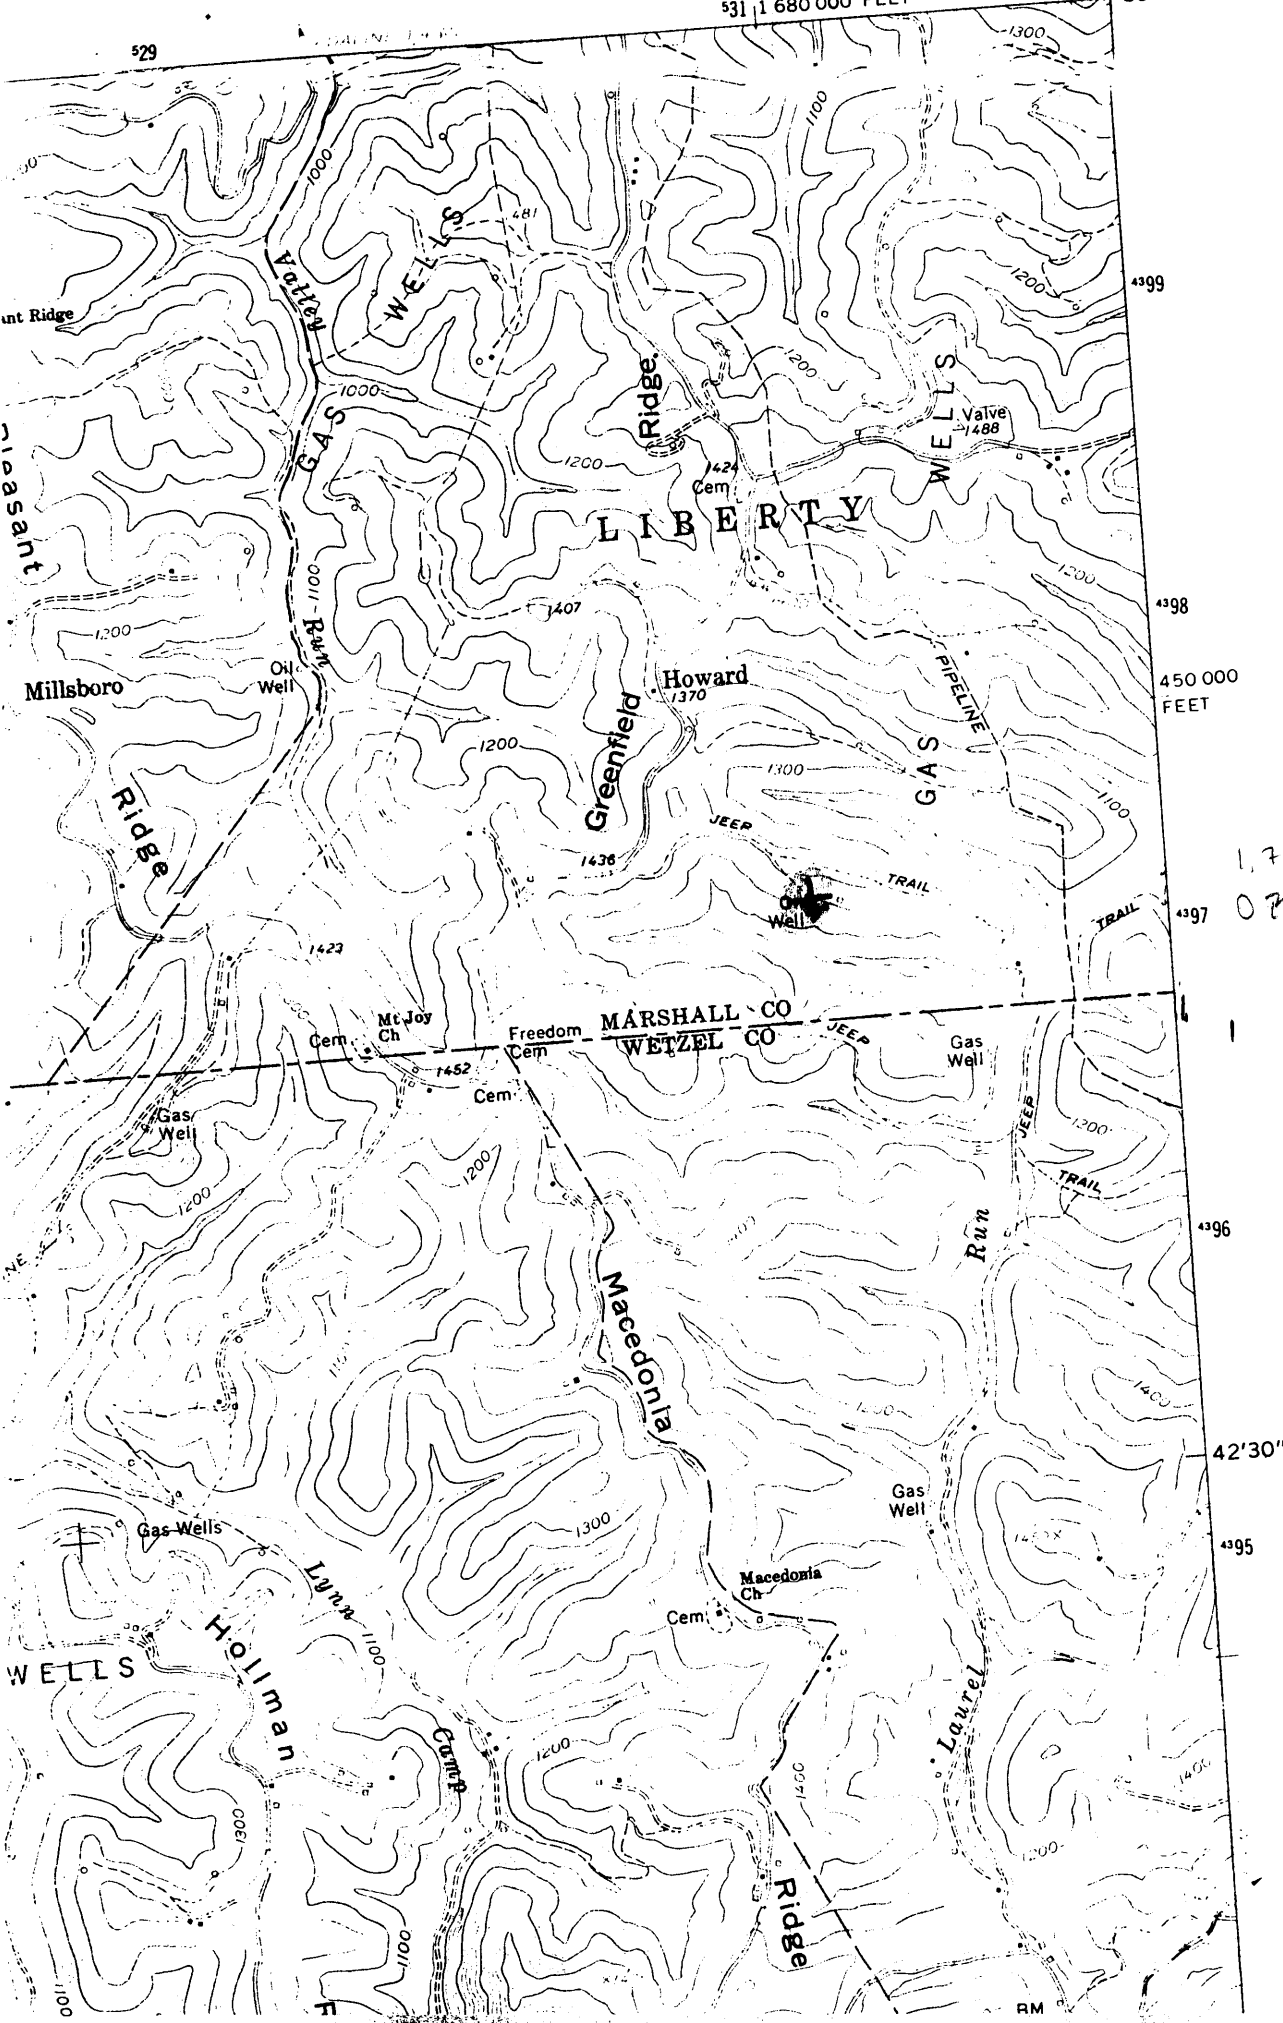 531 1 680 000 FEET
529
1300
1100
1000
481
Valley
WELLS
4399
1200
ant Ridge
Ridge
1200
1000
GAS
WELLS
Valve
1488
1200
1424
Cem
LIBERTY
Pleasant
1100
1200
4398
1407
Run
1200
Oil
Well
Millsboro
Howard
1370
PIPELINE
450 000
FEET
Greenfield
1200
GAS
1300
1100
Ridge
JEEP
1436
TRAIL
Well
TRAIL
4397
1423
Mt Joy
Ch
Cem
Freedom
Cem
MARSHALL CO
WETZEL CO
JEEP
Gas
Well
1452
Cem
JEEP
Gas
Well
1200
1200
1200
TRAIL
Run
4396
Macedonia
1400
42'30"
Gas
Well
Gas Wells
1300
4395
Lynn
Macedonia
Ch
Cem
Hollman
1100
WELLS
Laurel
Camp
1200
1400
1400
1300
1200
Ridge
1100
1100
BM